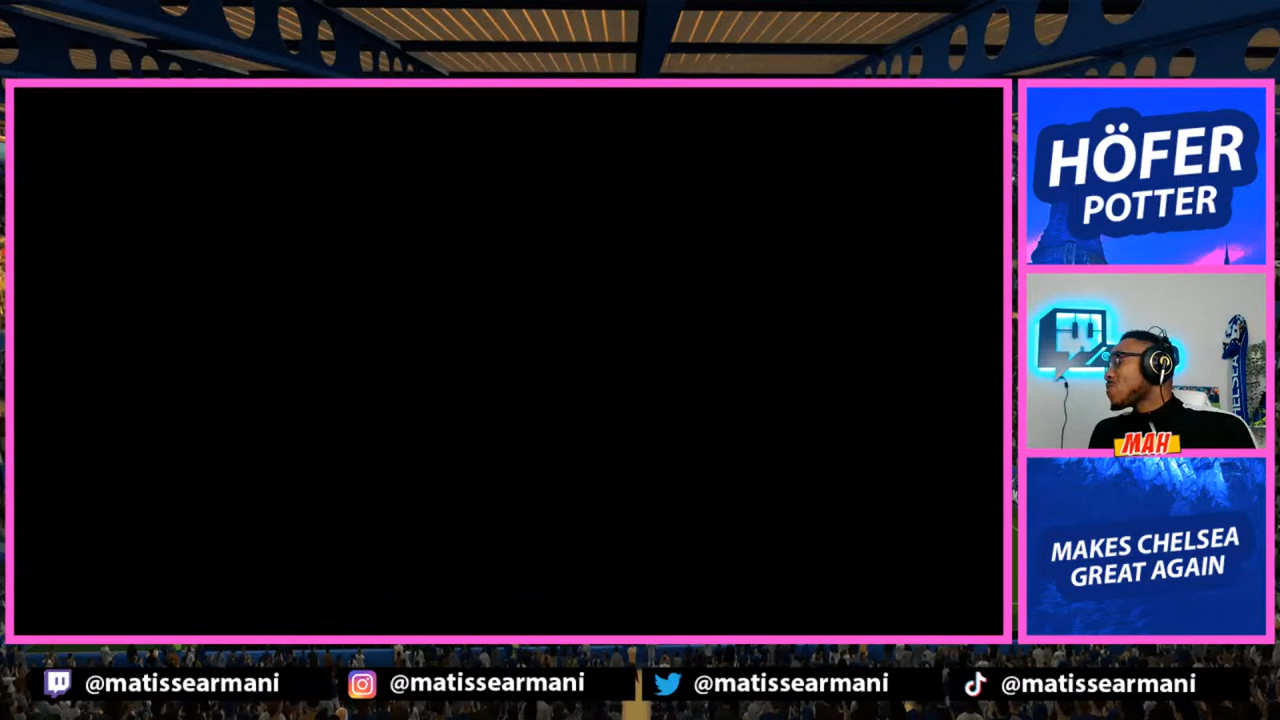 HÖFER
POTTER
MAH
MAKES CHELSEA
GREAT AGAIN
@matissearmani
@matissearmani
@matissearmani
@matissearmani